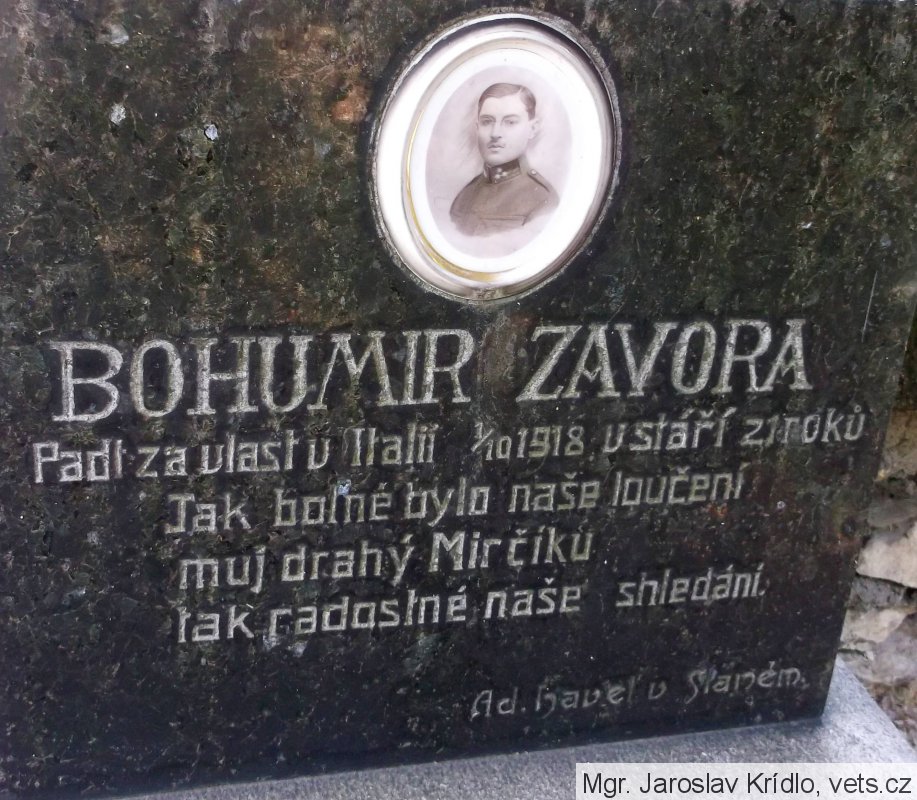 BOHUMIR ZAVORA
Padl za vlast v Italii 1/10 1918 v stáří 21 roků
Jak bolné bylo naše loučení
muj drahý Mirčíku
tak radostné naše shledání.
Ad. havel v Slaném.
Mgr. Jaroslav Krídlo, vets.cz